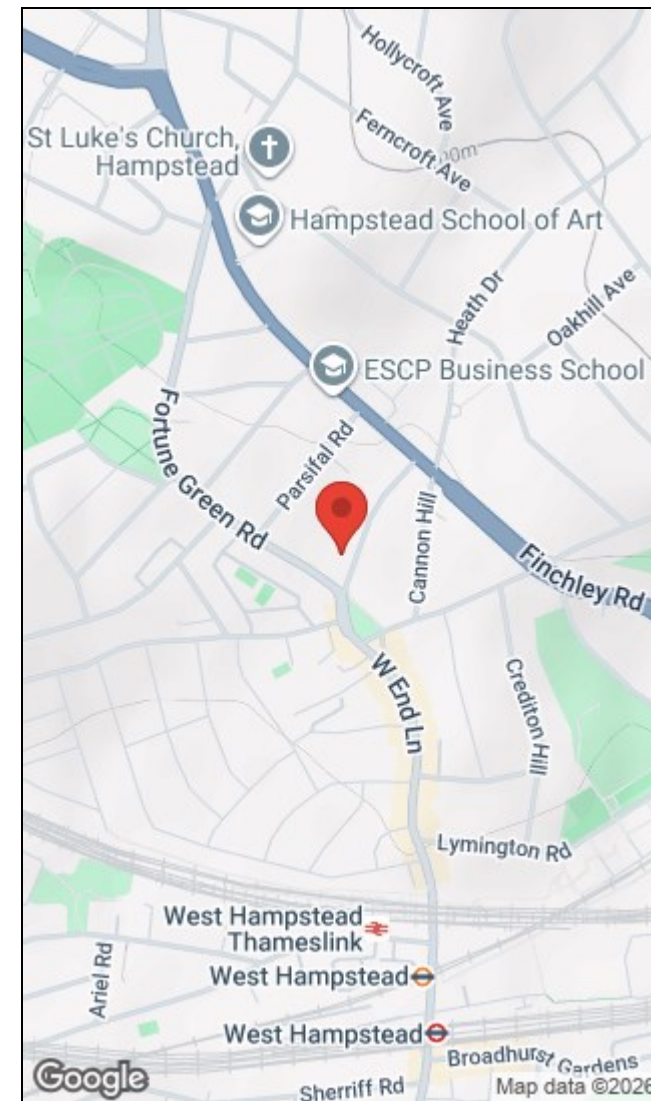 Hollycroft Ave
Ferncroft Ave
00m
St Luke's Church,
Hampstead
Hampstead School of Art
Heath Dr
Oakhill Ave
ESCP Business School
Fortune Green Rd
Parsifal Rd
Cannon Hill
Finchley Rd
W End Ln
Crediton Hill
Lymington Rd
West Hampstead
Thameslink
Ariel Rd
West Hampstead
West Hampstead
Broadhurst Gardens
Sherriff Rd
Google
Map data ©2026